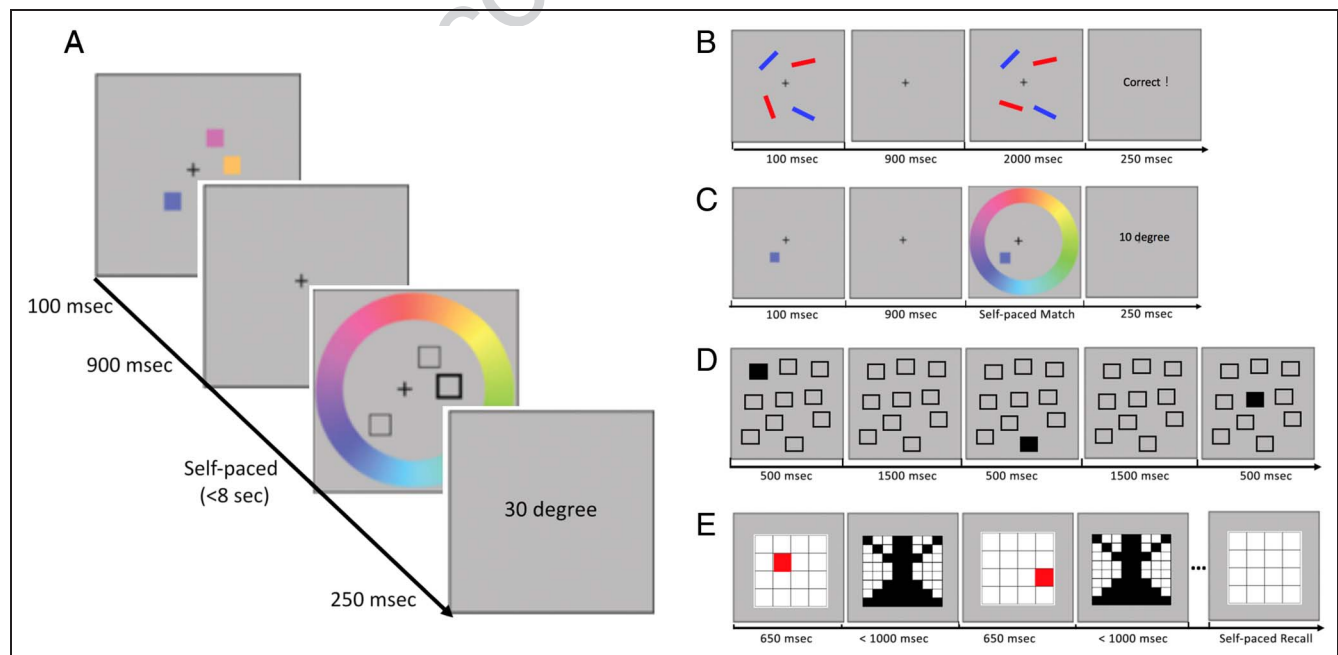 A
100 msec
900 msec
Self-paced
(<8 sec)
30 degree
250 msec
B
Correct !
100 msec 900 msec 2000 msec 250 msec
C
10 degree
100 msec 900 msec Self-paced Match 250 msec
D
500 msec 1500 msec 500 msec 1500 msec 500 msec
E
...
650 msec < 1000 msec 650 msec < 1000 msec Self-paced Recall